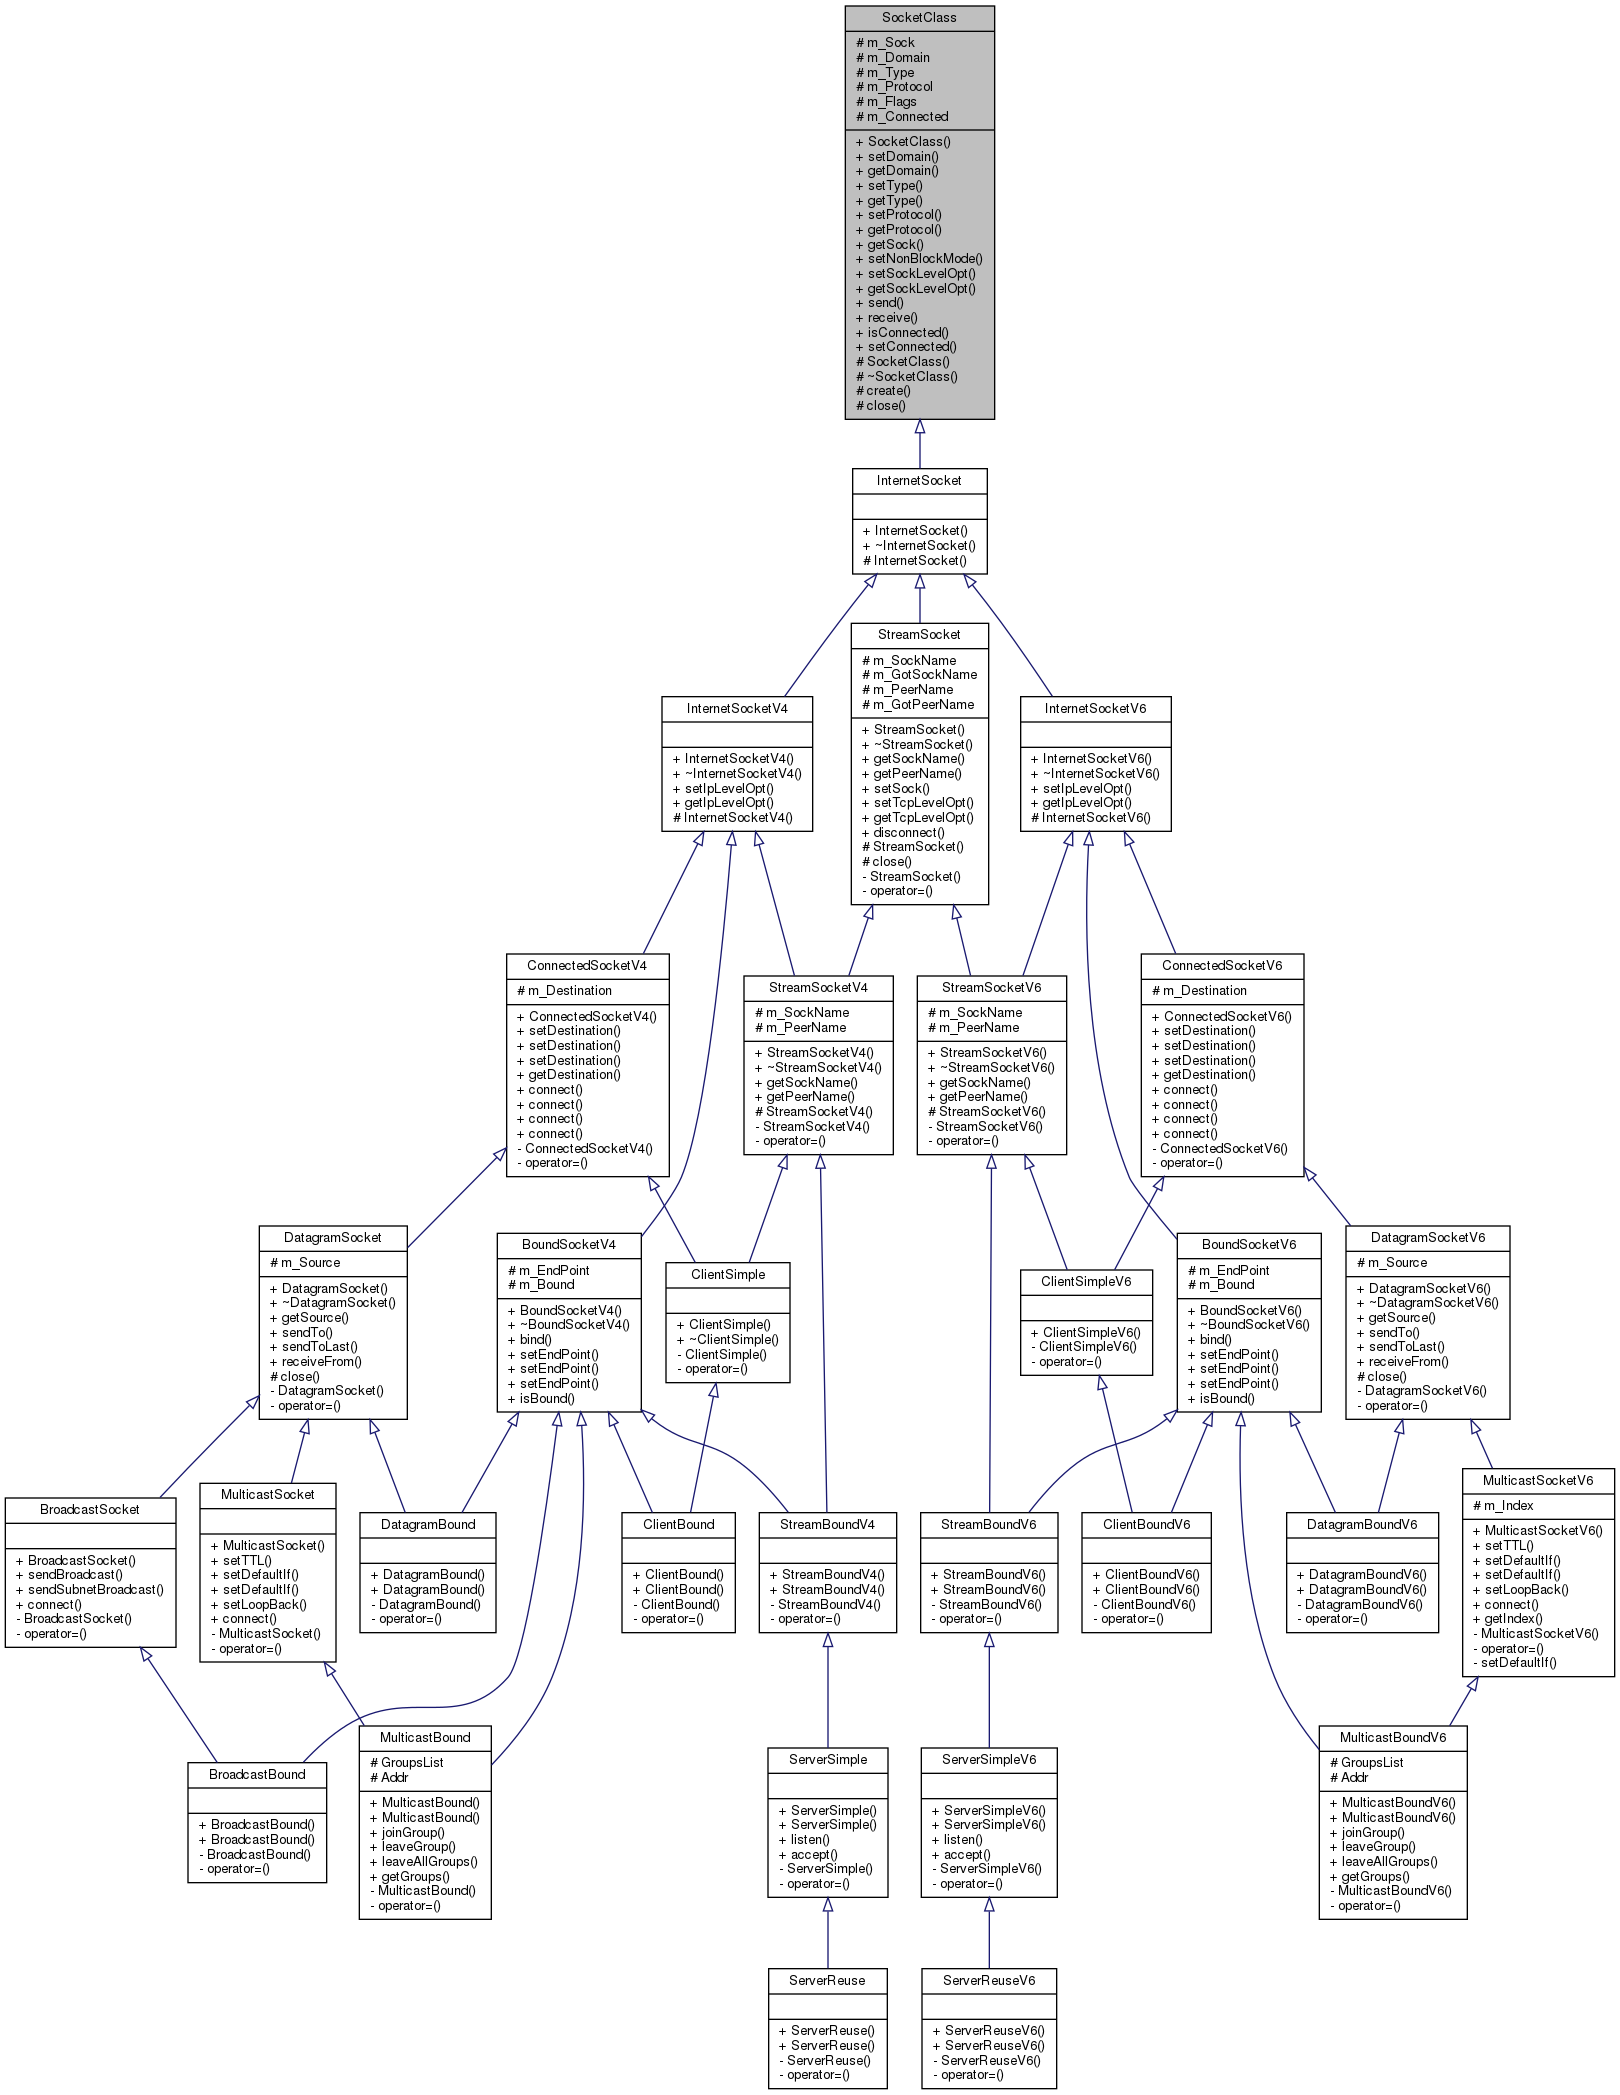 SocketClass
# m_Sock
# m_Domain
# m_Type
# m_Protocol
# m_Flags
# m_Connected
+ SocketClass()
+ setDomain()
+ getDomain()
+ setType()
+ getType()
+ setProtocol()
+ getProtocol()
+ getSock()
+ setNonBlockMode()
+ setSockLevelOpt()
+ getSockLevelOpt()
+ send()
+ receive()
+ isConnected()
+ setConnected()
# SocketClass()
# ~SocketClass()
# create()
# close()
InternetSocket
+ InternetSocket()
+ ~InternetSocket()
# InternetSocket()
StreamSocket
# m_SockName
# m_GotSockName
# m_PeerName
# m_GotPeerName
+ StreamSocket()
+ ~StreamSocket()
+ getSockName()
+ getPeerName()
+ setSock()
+ setTcpLevelOpt()
+ getTcpLevelOpt()
+ disconnect()
# StreamSocket()
# close()
- StreamSocket()
- operator=()
InternetSocketV4
+ InternetSocketV4()
+ ~InternetSocketV4()
+ setIpLevelOpt()
+ getIpLevelOpt()
# InternetSocketV4()
InternetSocketV6
+ InternetSocketV6()
+ ~InternetSocketV6()
+ setIpLevelOpt()
+ getIpLevelOpt()
# InternetSocketV6()
ConnectedSocketV4
# m_Destination
+ ConnectedSocketV4()
+ setDestination()
+ setDestination()
+ setDestination()
+ getDestination()
+ connect()
+ connect()
+ connect()
+ connect()
- ConnectedSocketV4()
- operator=()
StreamSocketV4
# m_SockName
# m_PeerName
+ StreamSocketV4()
+ ~StreamSocketV4()
+ getSockName()
+ getPeerName()
# StreamSocketV4()
- StreamSocketV4()
- operator=()
StreamSocketV6
# m_SockName
# m_PeerName
+ StreamSocketV6()
+ ~StreamSocketV6()
+ getSockName()
+ getPeerName()
# StreamSocketV6()
- StreamSocketV6()
- operator=()
ConnectedSocketV6
# m_Destination
+ ConnectedSocketV6()
+ setDestination()
+ setDestination()
+ setDestination()
+ getDestination()
+ connect()
+ connect()
+ connect()
+ connect()
- ConnectedSocketV6()
- operator=()
DatagramSocket
# m_Source
+ DatagramSocket()
+ ~DatagramSocket()
+ getSource()
+ sendTo()
+ sendToLast()
+ receiveFrom()
# close()
- DatagramSocket()
- operator=()
BoundSocketV4
# m_EndPoint
# m_Bound
+ BoundSocketV4()
+ ~BoundSocketV4()
+ bind()
+ setEndPoint()
+ setEndPoint()
+ setEndPoint()
+ isBound()
ClientSimple
+ ClientSimple()
+ ~ClientSimple()
- ClientSimple()
- operator=()
ClientSimpleV6
+ ClientSimpleV6()
- ClientSimpleV6()
- operator=()
BoundSocketV6
# m_EndPoint
# m_Bound
+ BoundSocketV6()
+ ~BoundSocketV6()
+ bind()
+ setEndPoint()
+ setEndPoint()
+ setEndPoint()
+ isBound()
DatagramSocketV6
# m_Source
+ DatagramSocketV6()
+ ~DatagramSocketV6()
+ getSource()
+ sendTo()
+ sendToLast()
+ receiveFrom()
# close()
- DatagramSocketV6()
- operator=()
BroadcastSocket
+ BroadcastSocket()
+ sendBroadcast()
+ sendSubnetBroadcast()
+ connect()
- BroadcastSocket()
- operator=()
MulticastSocket
+ MulticastSocket()
+ setTTL()
+ setDefaultIf()
+ setDefaultIf()
+ setLoopBack()
+ connect()
- MulticastSocket()
- operator=()
DatagramBound
+ DatagramBound()
+ DatagramBound()
- DatagramBound()
- operator=()
ClientBound
+ ClientBound()
+ ClientBound()
- ClientBound()
- operator=()
StreamBoundV4
+ StreamBoundV4()
+ StreamBoundV4()
- StreamBoundV4()
- operator=()
StreamBoundV6
+ StreamBoundV6()
+ StreamBoundV6()
- StreamBoundV6()
- operator=()
ClientBoundV6
+ ClientBoundV6()
+ ClientBoundV6()
- ClientBoundV6()
- operator=()
DatagramBoundV6
+ DatagramBoundV6()
+ DatagramBoundV6()
- DatagramBoundV6()
- operator=()
MulticastSocketV6
# m_Index
+ MulticastSocketV6()
+ setTTL()
+ setDefaultIf()
+ setDefaultIf()
+ setLoopBack()
+ connect()
+ getIndex()
- MulticastSocketV6()
- operator=()
- setDefaultIf()
BroadcastBound
+ BroadcastBound()
+ BroadcastBound()
- BroadcastBound()
- operator=()
MulticastBound
# GroupsList
# Addr
+ MulticastBound()
+ MulticastBound()
+ joinGroup()
+ leaveGroup()
+ leaveAllGroups()
+ getGroups()
- MulticastBound()
- operator=()
ServerSimple
+ ServerSimple()
+ ServerSimple()
+ listen()
+ accept()
- ServerSimple()
- operator=()
ServerSimpleV6
+ ServerSimpleV6()
+ ServerSimpleV6()
+ listen()
+ accept()
- ServerSimpleV6()
- operator=()
MulticastBoundV6
# GroupsList
# Addr
+ MulticastBoundV6()
+ MulticastBoundV6()
+ joinGroup()
+ leaveGroup()
+ leaveAllGroups()
+ getGroups()
- MulticastBoundV6()
- operator=()
ServerReuse
+ ServerReuse()
+ ServerReuse()
- ServerReuse()
- operator=()
ServerReuseV6
+ ServerReuseV6()
+ ServerReuseV6()
- ServerReuseV6()
- operator=()